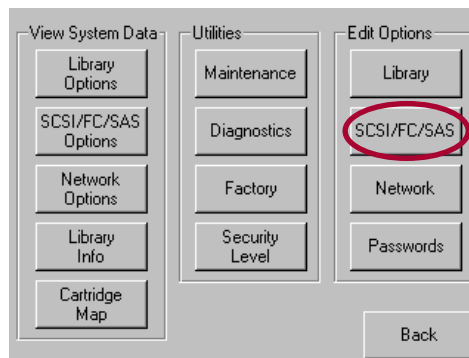 View System Data
Library
Options
SCSI/FC/SAS
Options
Network
Options
Library
Info
Cartridge
Map
Utilities
Maintenance
Diagnostics
Factory
Security
Level
Edit Options
Library
SCSI/FC/SAS
Network
Passwords
Back